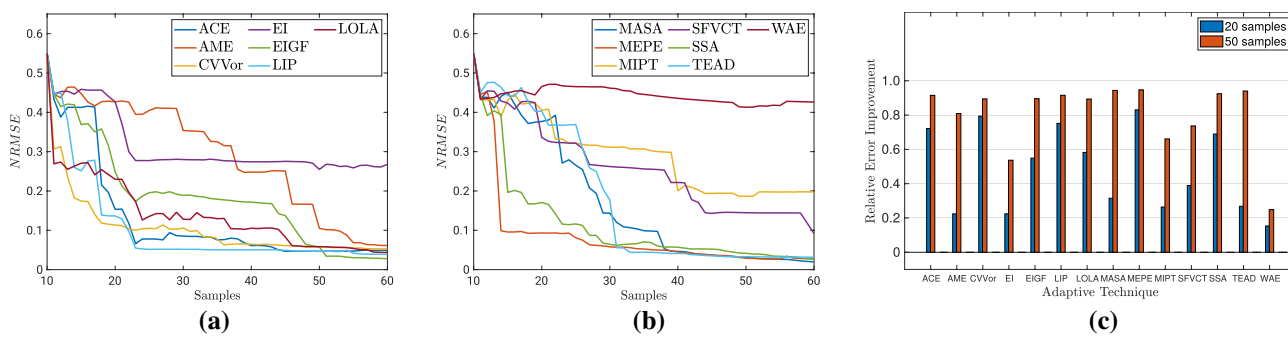 0.6
0.5
0.4
0.3
0.2
0.1
0
NRMSE
ACE EI LOLA
AME EIGF
CVVor LIP
10 20 30 40 50 60
Samples
(a)
0.6
0.5
0.4
0.3
0.2
0.1
0
NRMSE
MASA SFVCT WAE
MEPE SSA
MIPT TEAD
10 20 30 40 50 60
Samples
(b)
20 samples
50 samples
1.0
0.8
0.6
0.4
0.2
0
Relative Error Improvement
ACE AME CVVor EI EIGF LIP LOLA MASA MEPE MIPT SFVCT SSA TEAD WAE
Adaptive Technique
(c)